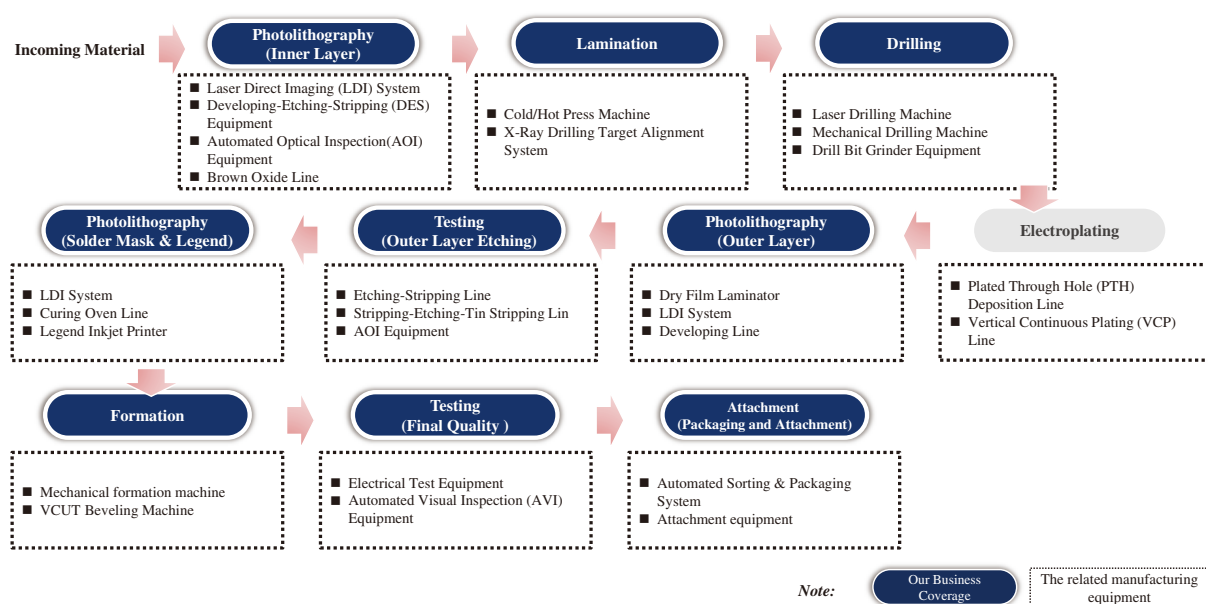 Incoming Material
Photolithography
(Inner Layer)
■ Laser Direct Imaging (LDI) System
■ Developing-Etching-Stripping (DES)
Equipment
■ Automated Optical Inspection(AOI)
Equipment
■ Brown Oxide Line
Lamination
■ Cold/Hot Press Machine
■ X-Ray Drilling Target Alignment
System
Drilling
■ Laser Drilling Machine
■ Mechanical Drilling Machine
■ Drill Bit Grinder Equipment
Electroplating
■ Plated Through Hole (PTH)
Deposition Line
■ Vertical Continuous Plating (VCP)
Line
Photolithography
(Outer Layer)
■ Dry Film Laminator
■ LDI System
■ Developing Line
Testing
(Outer Layer Etching)
■ Etching-Stripping Line
■ Stripping-Etching-Tin Stripping Lin
■ AOI Equipment
Photolithography
(Solder Mask & Legend)
■ LDI System
■ Curing Oven Line
■ Legend Inkjet Printer
Formation
■ Mechanical formation machine
■ VCUT Beveling Machine
Testing
(Final Quality )
■ Electrical Test Equipment
■ Automated Visual Inspection (AVI)
Equipment
Attachment
(Packaging and Attachment)
■ Automated Sorting & Packaging
System
■ Attachment equipment
Note:
Our Business
Coverage
The related manufacturing
equipment